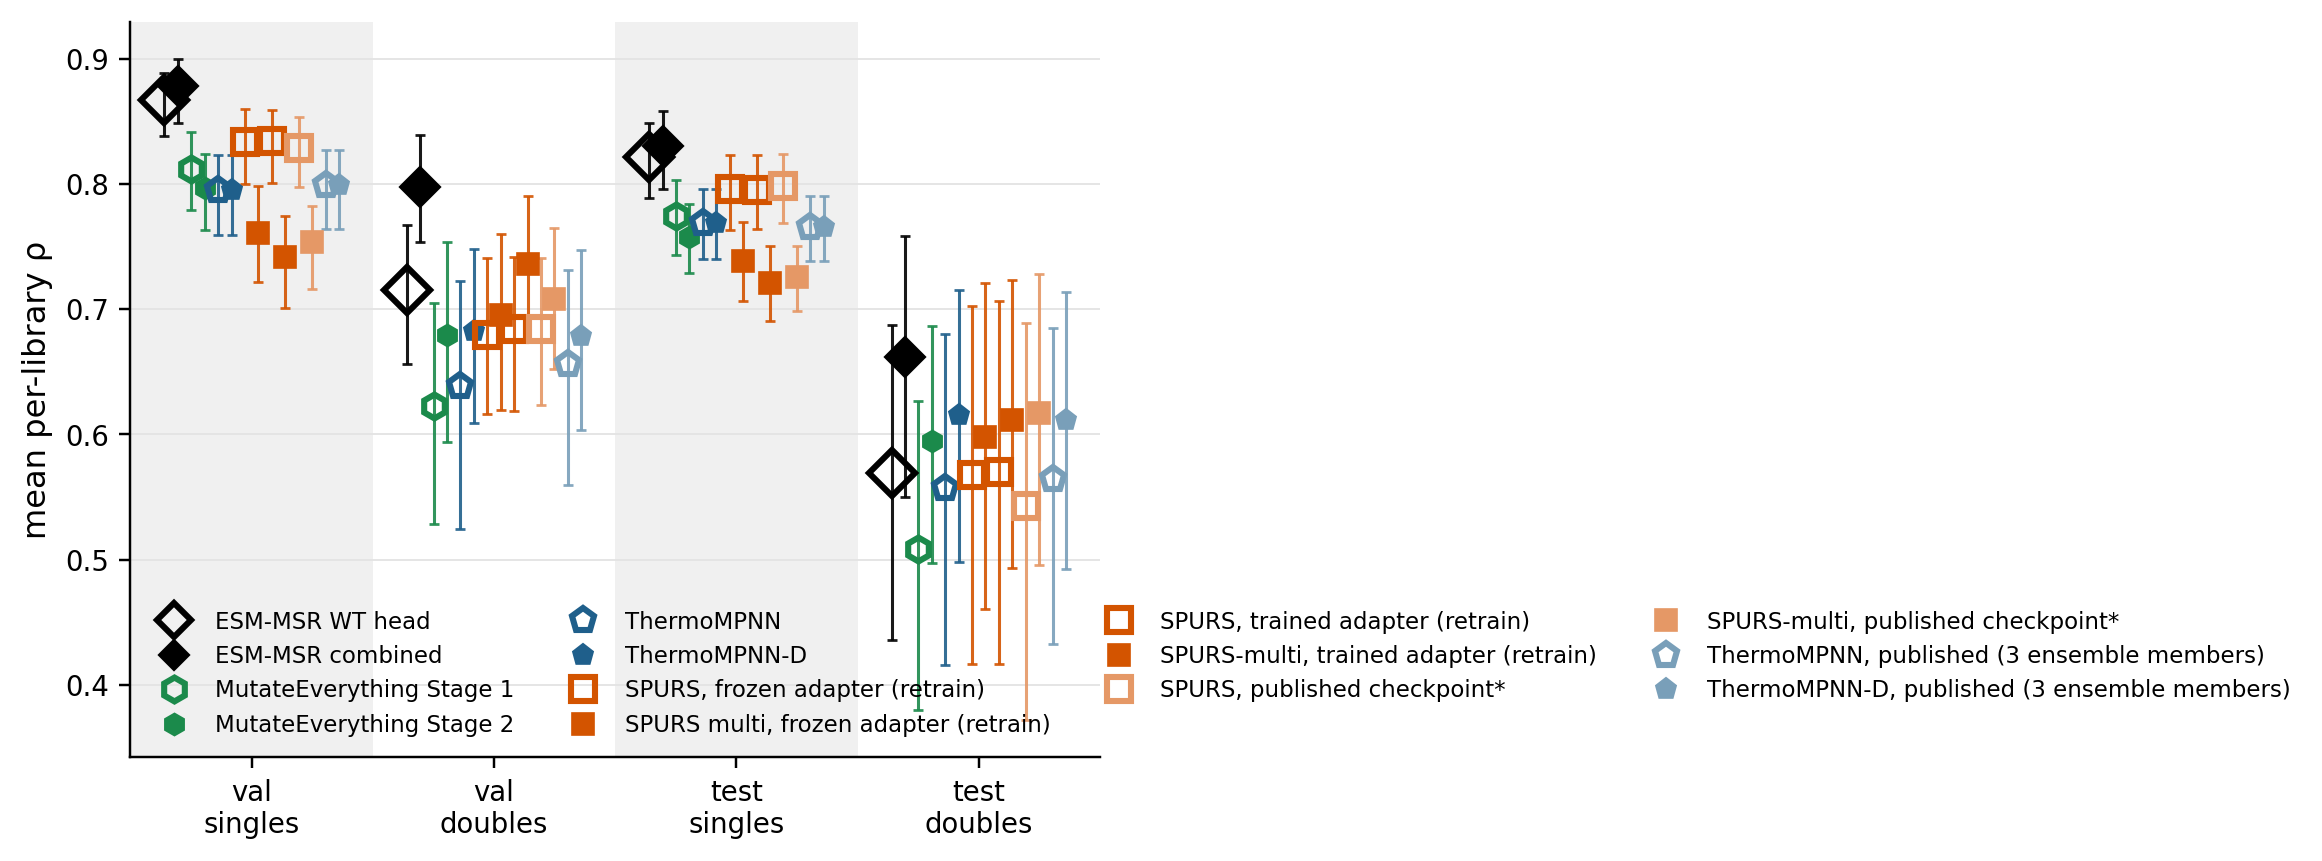 0.9
0.8
0.7
0.6
0.5
0.4
mean per-library ρ
ESM-MSR WT head
ESM-MSR combined
MutateEverything Stage 1
MutateEverything Stage 2
ThermoMPNN
ThermoMPNN-D
SPURS, frozen adapter (retrain)
SPURS multi, frozen adapter (retrain)
SPURS, trained adapter (retrain)
SPURS-multi, trained adapter (retrain)
SPURS, published checkpoint*
SPURS-multi, published checkpoint*
ThermoMPNN, published (3 ensemble members)
ThermoMPNN-D, published (3 ensemble members)
val
singles
val
doubles
test
singles
test
doubles